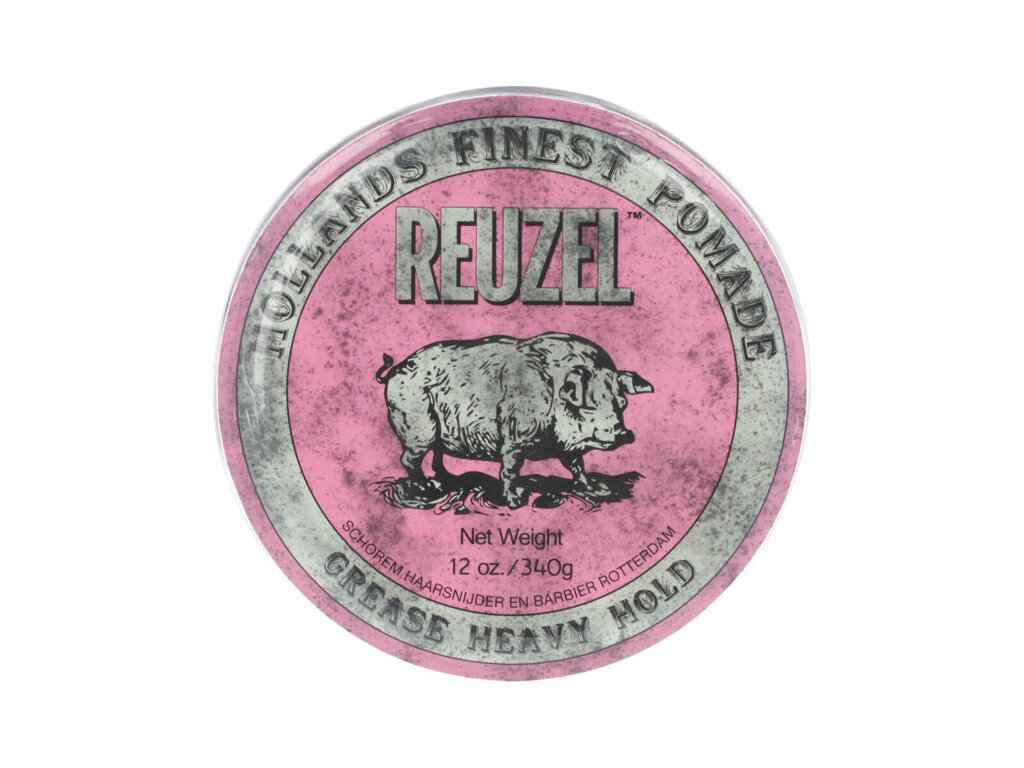 HOLLANDS FINEST POMADE
REUZEL™
Net Weight
12 oz./340g
SCHOREM HAARSNIJDER EN BARBIER ROTTERDAM
GREASE HEAVY HOLD